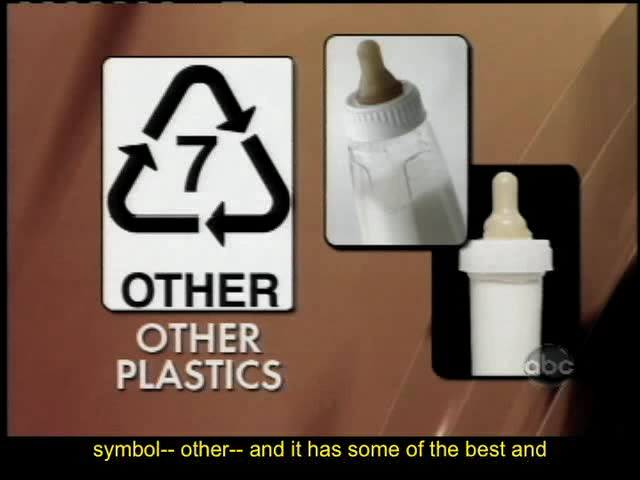 7
OTHER
OTHER
PLASTICS
abc
symbol-- other-- and it has some of the best and